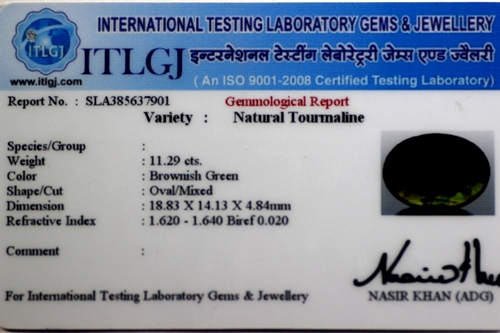 INTERNATIONAL TESTING LABORATORY GEMS & JEWELLERY
ITLGJ
ITLGJ इन्टरनेशनल टेस्टींग लेबोरेट्ररी जेम्स एण्ड ज्वैलरी
www.itlgj.com
( An ISO 9001-2008 Certified Testing Laboratory)
Report No. : SLA385637901 Gemmological Report
Variety : Natural Tourmaline
Species/Group :
Weight : 11.29 cts.
Color : Brownish Green
Shape/Cut : Oval/Mixed
Dimension : 18.83 X 14.13 X 4.84mm
Refractive Index : 1.620 - 1.640 Biref 0.020
Comment :
For International Testing Laboratory Gems & Jewellery NASIR KHAN (ADG)